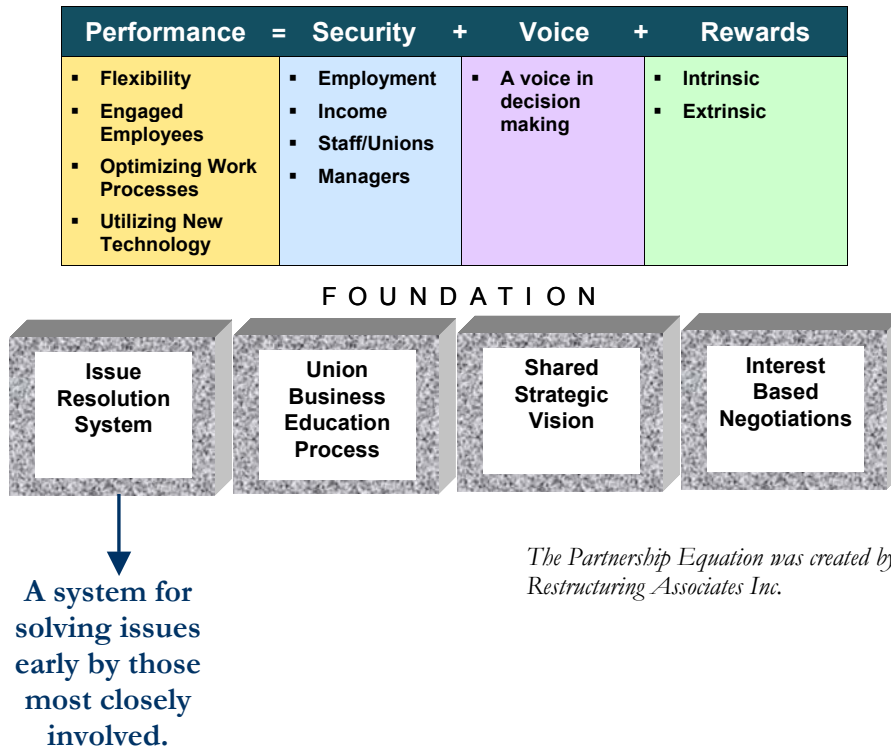 Performance = Security + Voice + Rewards
▪ Flexibility
▪ Engaged
Employees
▪ Optimizing Work
Processes
▪ Utilizing New
Technology
▪ Employment
▪ Income
▪ Staff/Unions
▪ Managers
▪ A voice in
decision
making
▪ Intrinsic
▪ Extrinsic
FOUNDATION
Issue
Resolution
System
Union
Business
Education
Process
Shared
Strategic
Vision
Interest
Based
Negotiations
A system for
solving issues
early by those
most closely
involved.
The Partnership Equation was created by
Restructuring Associates Inc.